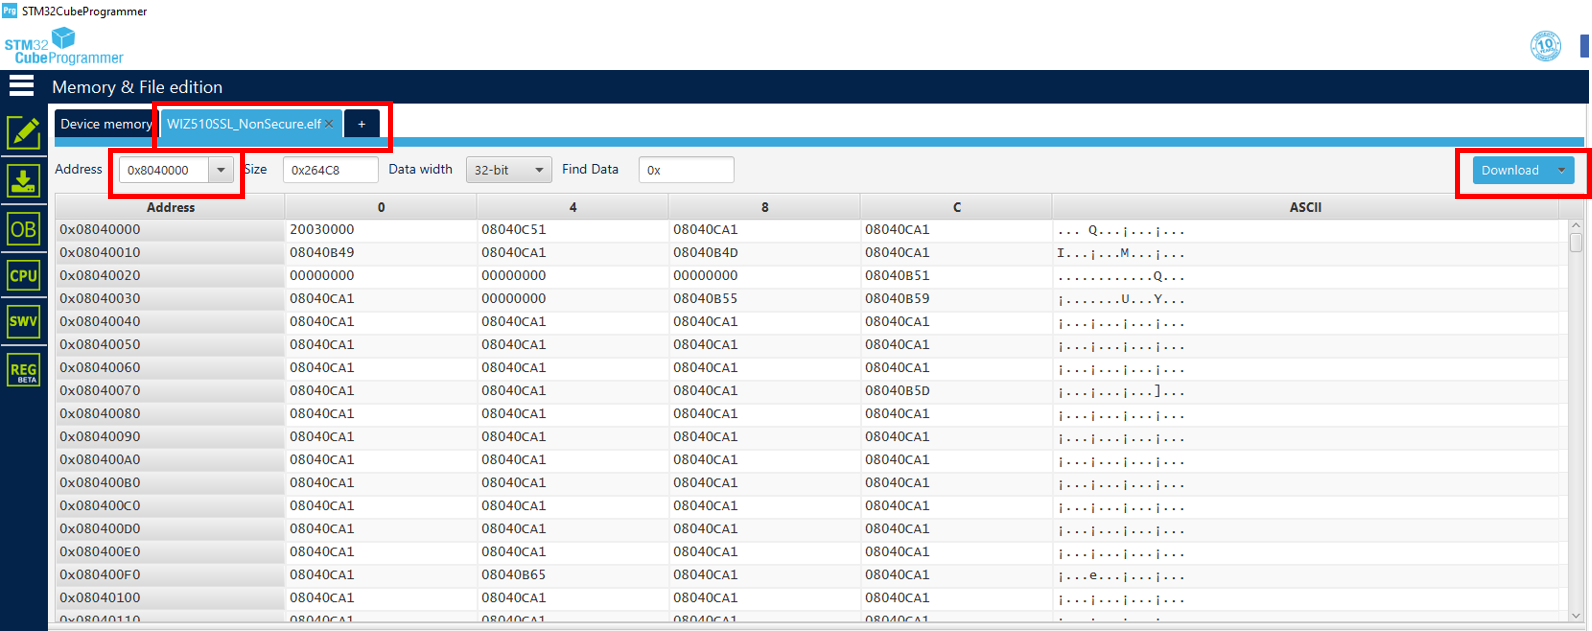 Prg STM32CubeProgrammer
STM32
CubeProgrammer
10 YEARS
Memory & File edition
Device memory WIZ510SSL_NonSecure.elf × +
Address 0x8040000 Size 0x264C8 Data width 32-bit Find Data 0x Download
Address 0 4 8 C ASCII
0x08040000 20030000 08040C51 08040CA1 08040CA1 ... Q...¡...¡...
0x08040010 08040B49 08040CA1 08040B4D 08040CA1 I...¡...M...¡...
0x08040020 00000000 00000000 00000000 08040B51 ............Q...
0x08040030 08040CA1 00000000 08040B55 08040B59 ¡.......U...Y...
0x08040040 08040CA1 08040CA1 08040CA1 08040CA1 ¡...¡...¡...¡...
0x08040050 08040CA1 08040CA1 08040CA1 08040CA1 ¡...¡...¡...¡...
0x08040060 08040CA1 08040CA1 08040CA1 08040CA1 ¡...¡...¡...¡...
0x08040070 08040CA1 08040CA1 08040CA1 08040B5D ¡...¡...¡...]...
0x08040080 08040CA1 08040CA1 08040CA1 08040CA1 ¡...¡...¡...¡...
0x08040090 08040CA1 08040CA1 08040CA1 08040CA1 ¡...¡...¡...¡...
0x080400A0 08040CA1 08040CA1 08040CA1 08040CA1 ¡...¡...¡...¡...
0x080400B0 08040CA1 08040CA1 08040CA1 08040CA1 ¡...¡...¡...¡...
0x080400C0 08040CA1 08040CA1 08040CA1 08040CA1 ¡...¡...¡...¡...
0x080400D0 08040CA1 08040CA1 08040CA1 08040CA1 ¡...¡...¡...¡...
0x080400E0 08040CA1 08040CA1 08040CA1 08040CA1 ¡...¡...¡...¡...
0x080400F0 08040CA1 08040B65 08040CA1 08040CA1 ¡...e...¡...¡...
0x08040100 08040CA1 08040CA1 08040CA1 08040CA1 ¡...¡...¡...¡...
0x08040110 08040CA1 08040CA1 08040CA1 08040CA1
OB
CPU
SWV
REG
BETA